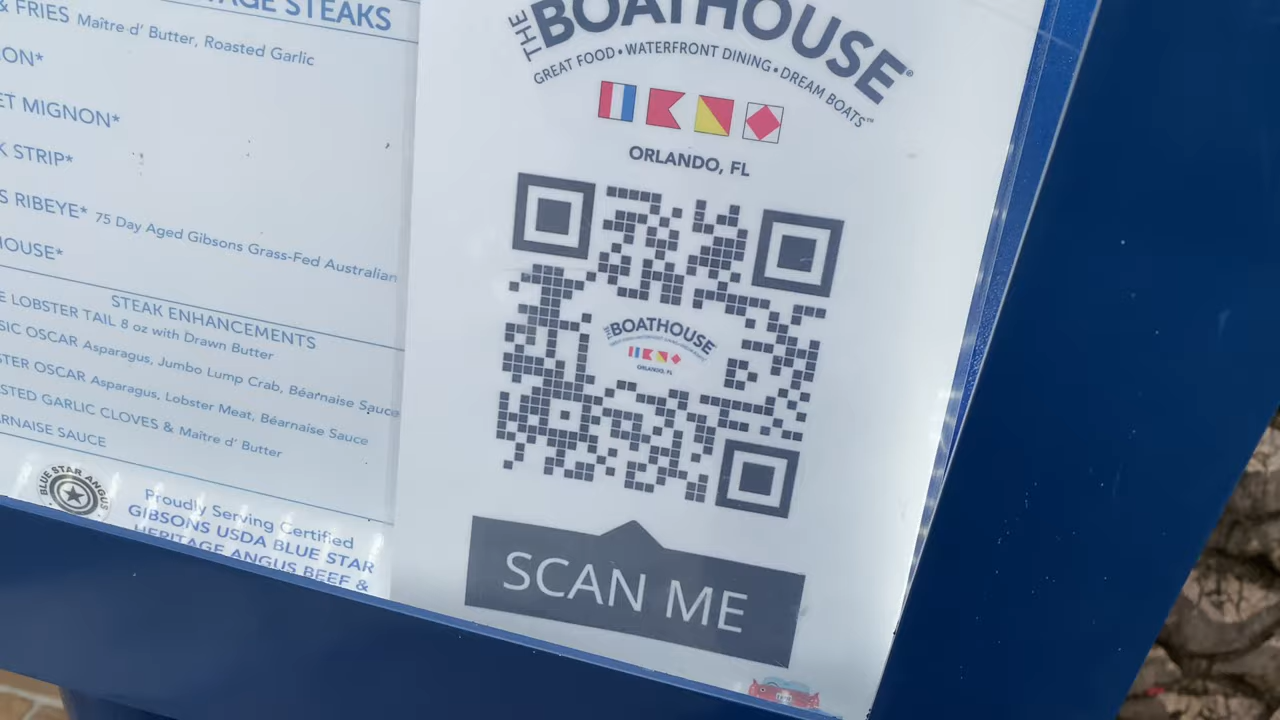 AGE STEAKS
& FRIES Maître d' Butter, Roasted Garlic
ON*
ET MIGNON*
K STRIP*
S RIBEYE* 75 Day Aged Gibsons Grass-Fed Australian
HOUSE*
STEAK ENHANCEMENTS
E LOBSTER TAIL 8 oz with Drawn Butter
SIC OSCAR Asparagus, Jumbo Lump Crab, Béarnaise Sauce
STER OSCAR Asparagus, Lobster Meat, Béarnaise Sauce
STED GARLIC CLOVES & Maître d' Butter
ARNAISE SAUCE
BLUE STAR ANGUS
Proudly Serving Certified
GIBSONS USDA BLUE STAR
HERITAGE ANGUS BEEF &
THE BOATHOUSE®
GREAT FOOD • WATERFRONT DINING • DREAM BOATS™
ORLANDO, FL
THE BOATHOUSE
ORLANDO, FL
SCAN ME